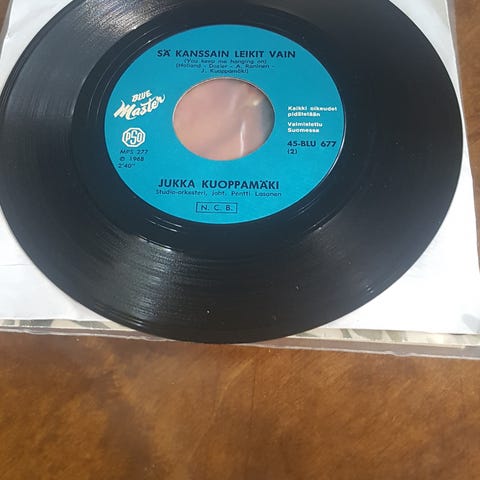 SÄ KANSSAIN LEIKIT VAIN
(You keep me hanging on)
(Holland - Dozier - A. Raninen -
J. Kuoppamäki)
BLUE
Master
PSO
MPS-277
℗ 1968
2'40"
Kaikki oikeudet
pidätetään
Valmistettu
Suomessa
45-BLU 677
(2)
JUKKA KUOPPAMÄKI
Studio-orkesteri, joht. Pentti Lasanen
N. C. B.